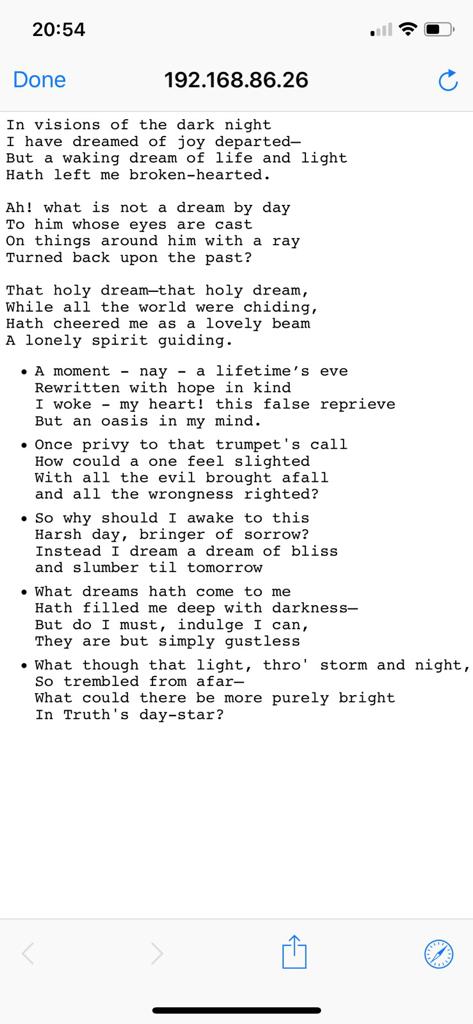 20:54
Done
192.168.86.26
In visions of the dark night
I have dreamed of joy departed—
But a waking dream of life and light
Hath left me broken-hearted.
Ah! what is not a dream by day
To him whose eyes are cast
On things around him with a ray
Turned back upon the past?
That holy dream—that holy dream,
While all the world were chiding,
Hath cheered me as a lovely beam
A lonely spirit guiding.
• A moment - nay - a lifetime’s eve
Rewritten with hope in kind
I woke - my heart! this false reprieve
But an oasis in my mind.
• Once privy to that trumpet's call
How could a one feel slighted
With all the evil brought afall
and all the wrongness righted?
• So why should I awake to this
Harsh day, bringer of sorrow?
Instead I dream a dream of bliss
and slumber til tomorrow
• What dreams hath come to me
Hath filled me deep with darkness—
But do I must, indulge I can,
They are but simply gustless
• What though that light, thro' storm and night,
So trembled from afar—
What could there be more purely bright
In Truth's day-star?